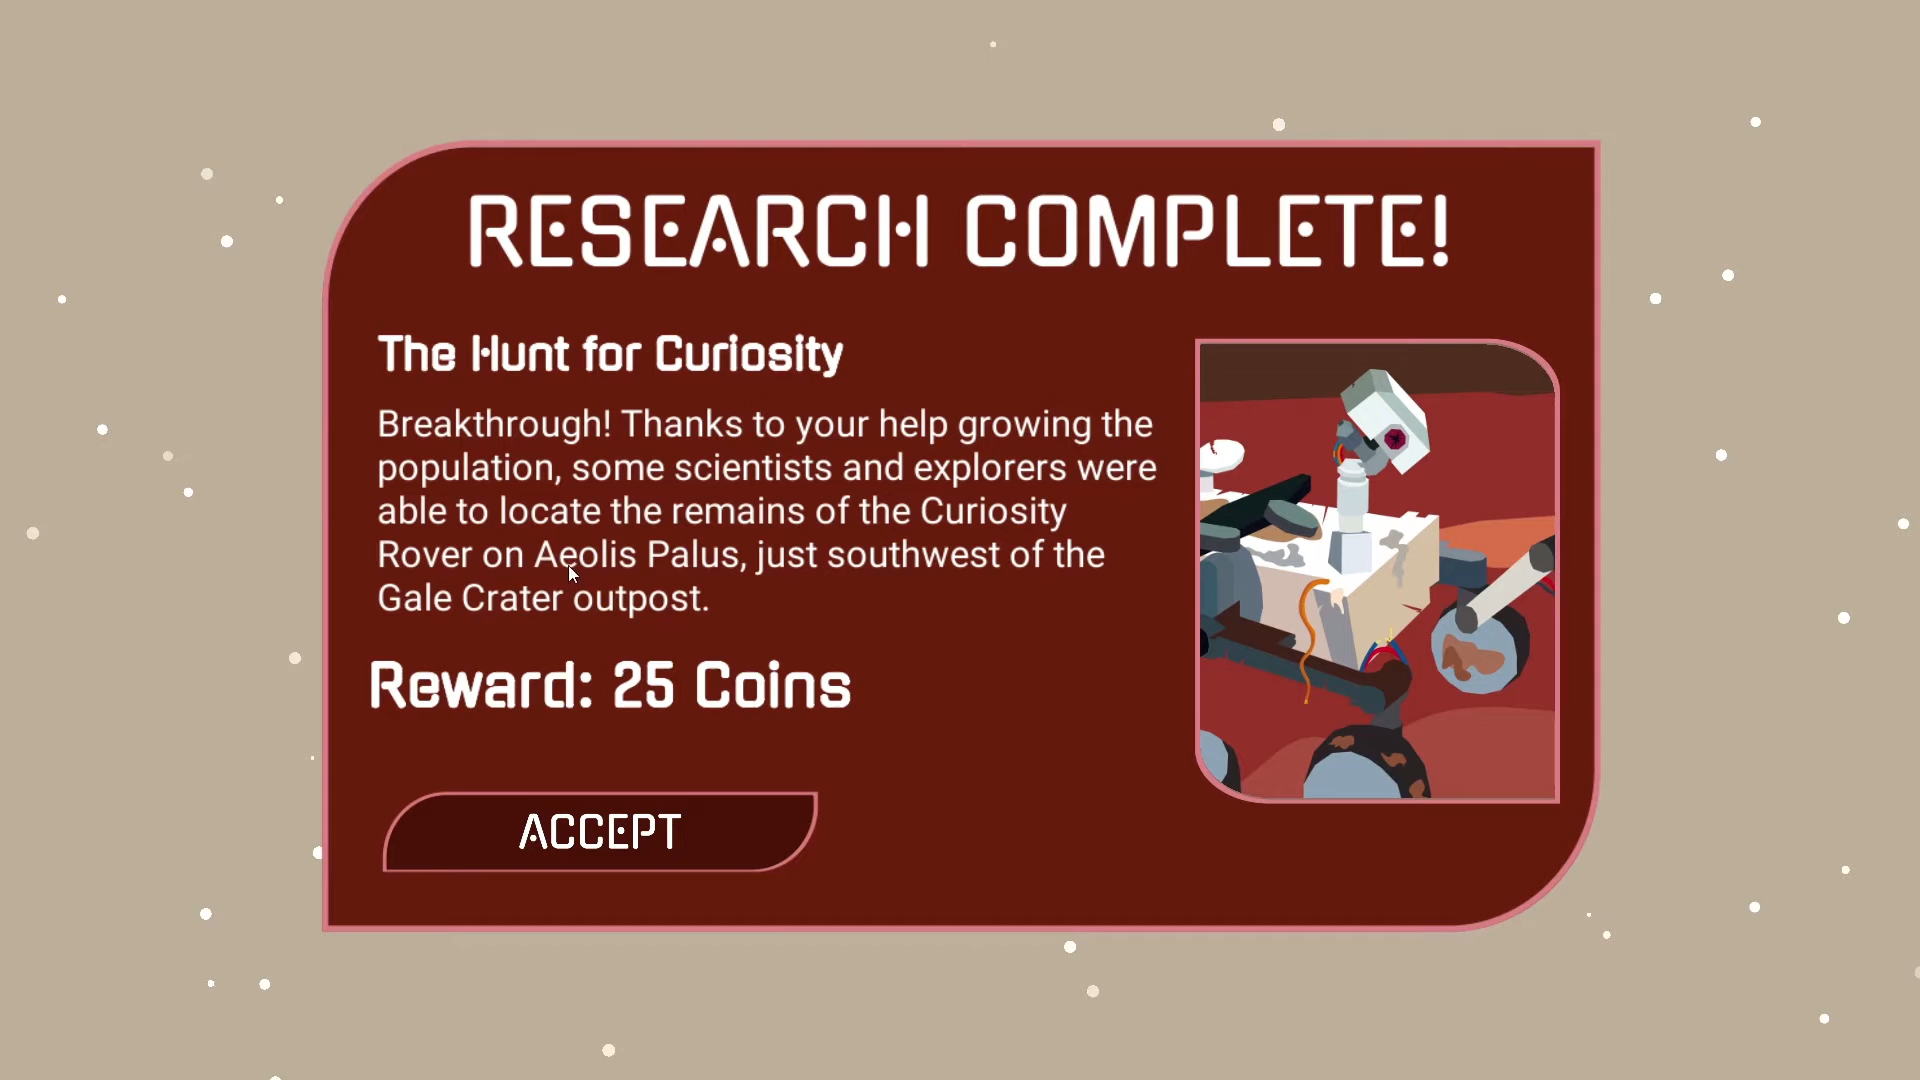 RESEARCH COMPLETE!
The Hunt for Curiosity
Breakthrough! Thanks to your help growing the
population, some scientists and explorers were
able to locate the remains of the Curiosity
Rover on Aeolis Palus, just southwest of the
Gale Crater outpost.
Reward: 25 Coins
ACCEPT